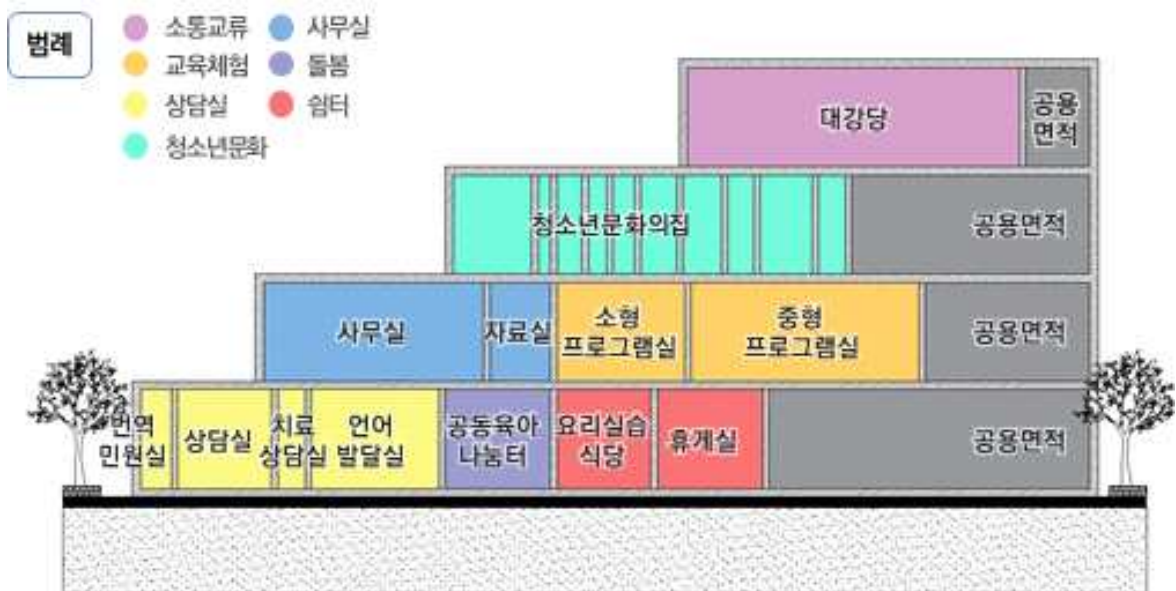 범례
소통교류
사무실
교육체험
돌봄
상담실
쉼터
청소년문화
대강당
공용
면적
청소년문화의집
공용면적
사무실
자료실
소형
프로그램실
중형
프로그램실
공용면적
번역
민원실
상담실
치료
상담실
언어
발달실
공동육아
나눔터
요리실습
식당
휴게실
공용면적